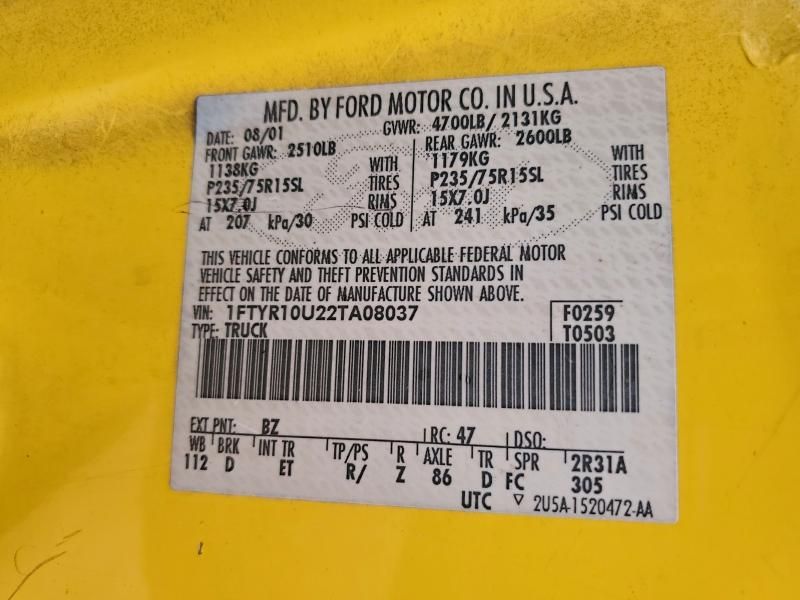 MFD. BY FORD MOTOR CO. IN U.S.A.
DATE: 08/01 GVWR: 4700LB/ 2131KG
FRONT GAWR: 2510LB REAR GAWR: 2600LB
1138KG WITH 1179KG WITH
P235/75R15SL TIRES P235/75R15SL TIRES
15X7.0J RIMS 15X7.0J RIMS
AT 207 kPa/30 PSI COLD AT 241 kPa/35 PSI COLD
THIS VEHICLE CONFORMS TO ALL APPLICABLE FEDERAL MOTOR
VEHICLE SAFETY AND THEFT PREVENTION STANDARDS IN
EFFECT ON THE DATE OF MANUFACTURE SHOWN ABOVE.
VIN: 1FTYR10U22TA08037 F0259
TYPE: TRUCK T0503
EXT PNT: BZ RC: 47 DSO:
WB BRK INT TR TP/PS R AXLE TR SPR 2R31A
112 D ET R/ Z 86 D FC 305
UTC ▽ 2U5A-1520472-AA